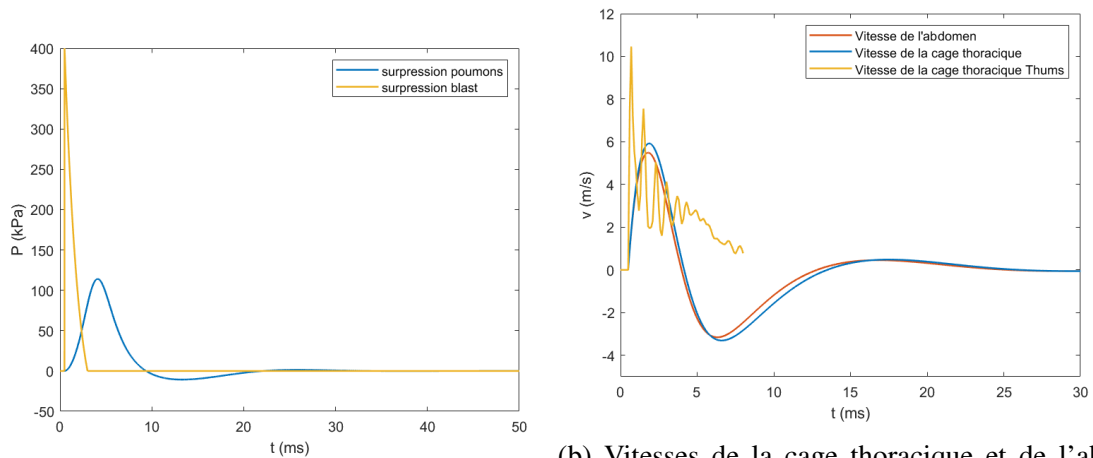 400
350
300
250
200
150
100
50
0
-50
P (kPa)
surpression poumons
surpression blast
0 10 20 30 40 50
t (ms)
12
10
8
6
4
2
0
-2
-4
v (m/s)
Vitesse de l'abdomen
Vitesse de la cage thoracique
Vitesse de la cage thoracique Thums
0 5 10 15 20 25 30
t (ms)
(b) Vitesses de la cage thoracique et de l'al